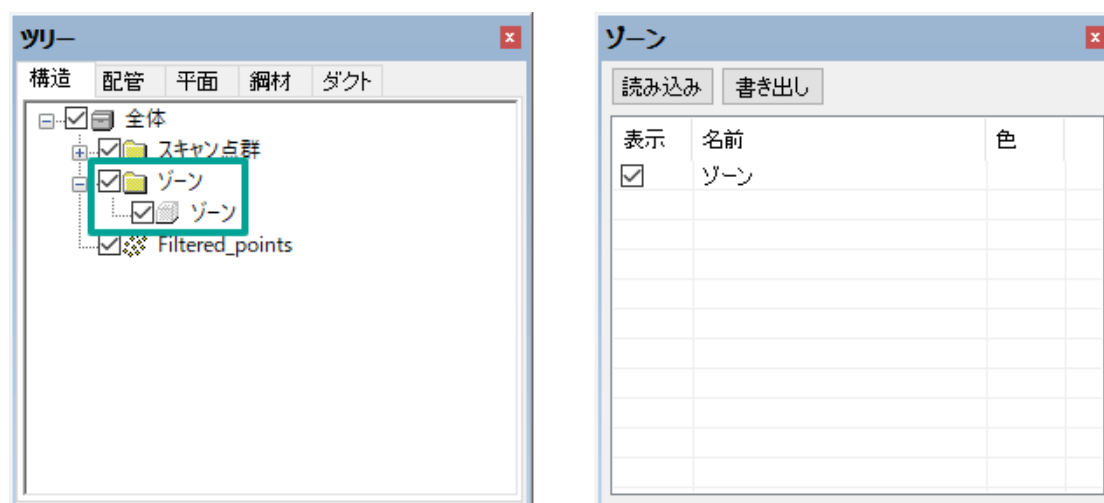 ツリー
構造 配管 平面 鋼材 ダクト
全体
スキャン点群
ゾーン
ゾーン
Filtered_points
ゾーン
読み込み 書き出し
表示 名前 色
ゾーン